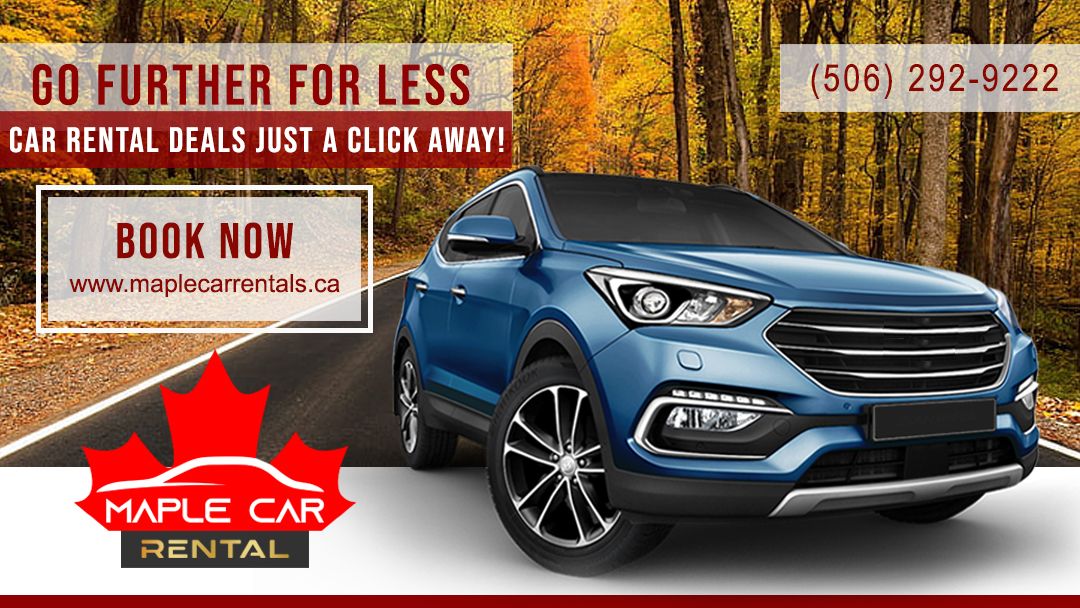 GO FURTHER FOR LESS
CAR RENTAL DEALS JUST A CLICK AWAY!
(506) 292-9222
BOOK NOW
www.maplecarrentals.ca
MAPLE CAR
RENTAL